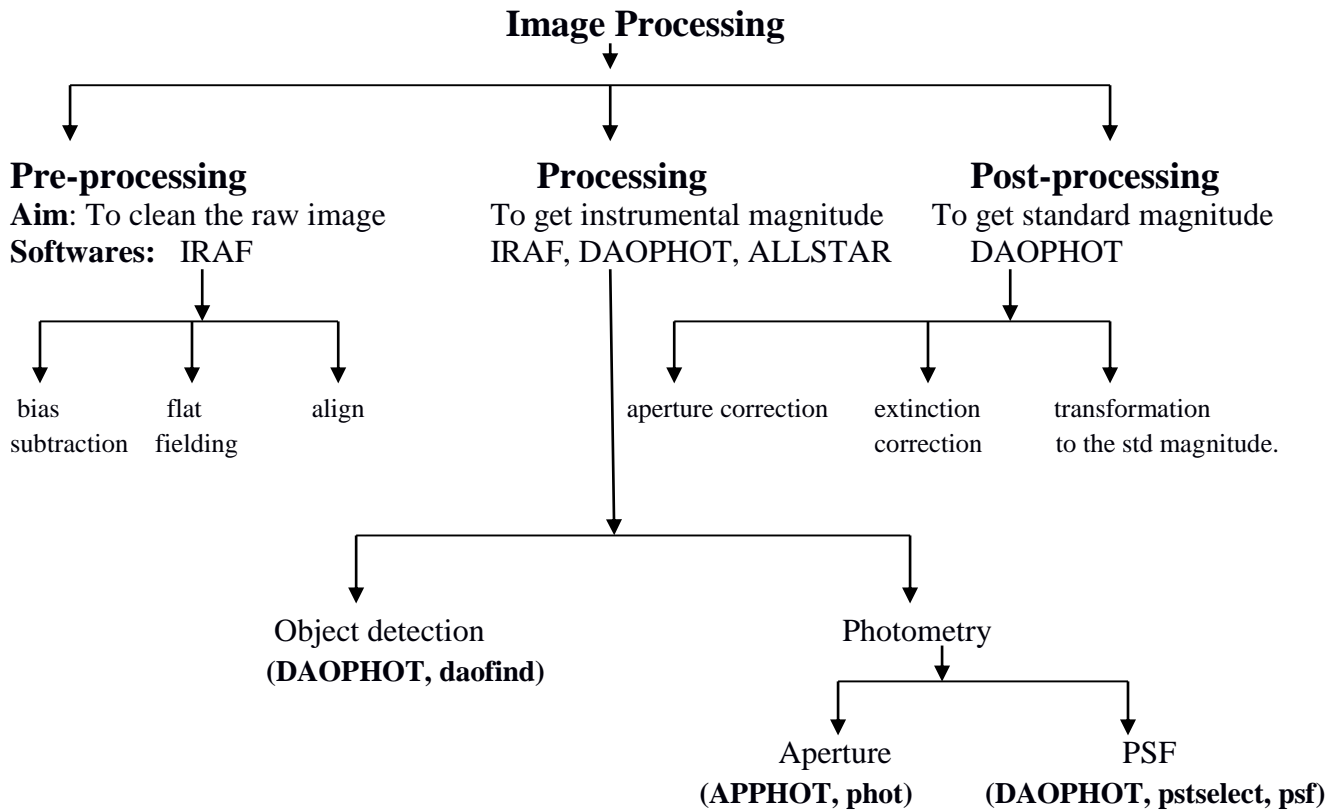 Image Processing
Pre-processing
Aim: To clean the raw image
Softwares: IRAF
Processing
To get instrumental magnitude
IRAF, DAOPHOT, ALLSTAR
Post-processing
To get standard magnitude
DAOPHOT
bias
subtraction
flat
fielding
align
aperture correction
extinction
correction
transformation
to the std magnitude.
Object detection
(DAOPHOT, daofind)
Photometry
Aperture
(APPHOT, phot)
PSF
(DAOPHOT, pstselect, psf)